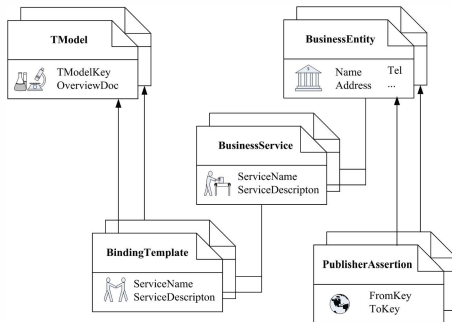 TModel
TModelKey
OverviewDoc
BusinessEntity
Name Tel
Address ...
BusinessService
ServiceName
ServiceDescripton
BindingTemplate
ServiceName
ServiceDescripton
PublisherAssertion
FromKey
ToKey